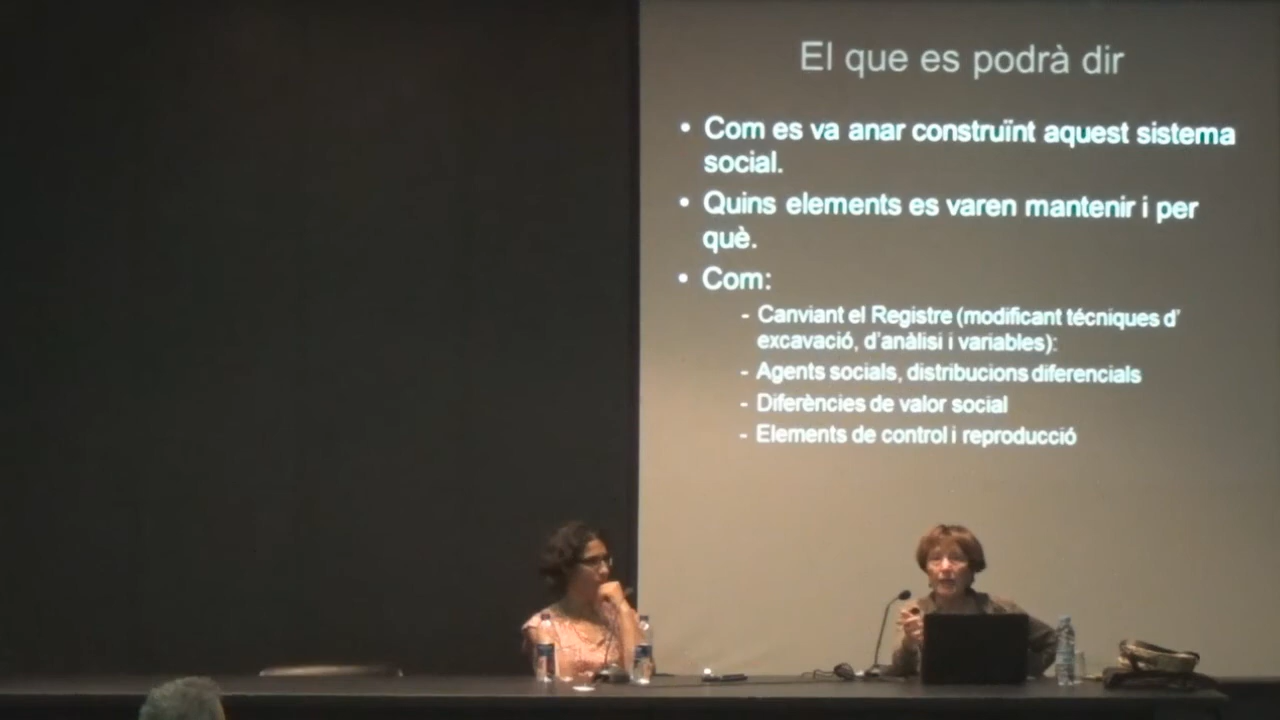 El que es podrà dir
• Com es va anar construïnt aquest sistema
social.
• Quins elements es varen mantenir i per
què.
• Com:
- Canviant el Registre (modificant técniques d’
excavació, d’anàlisi i variables):
- Agents socials, distribucions diferencials
- Diferències de valor social
- Elements de control i reproducció